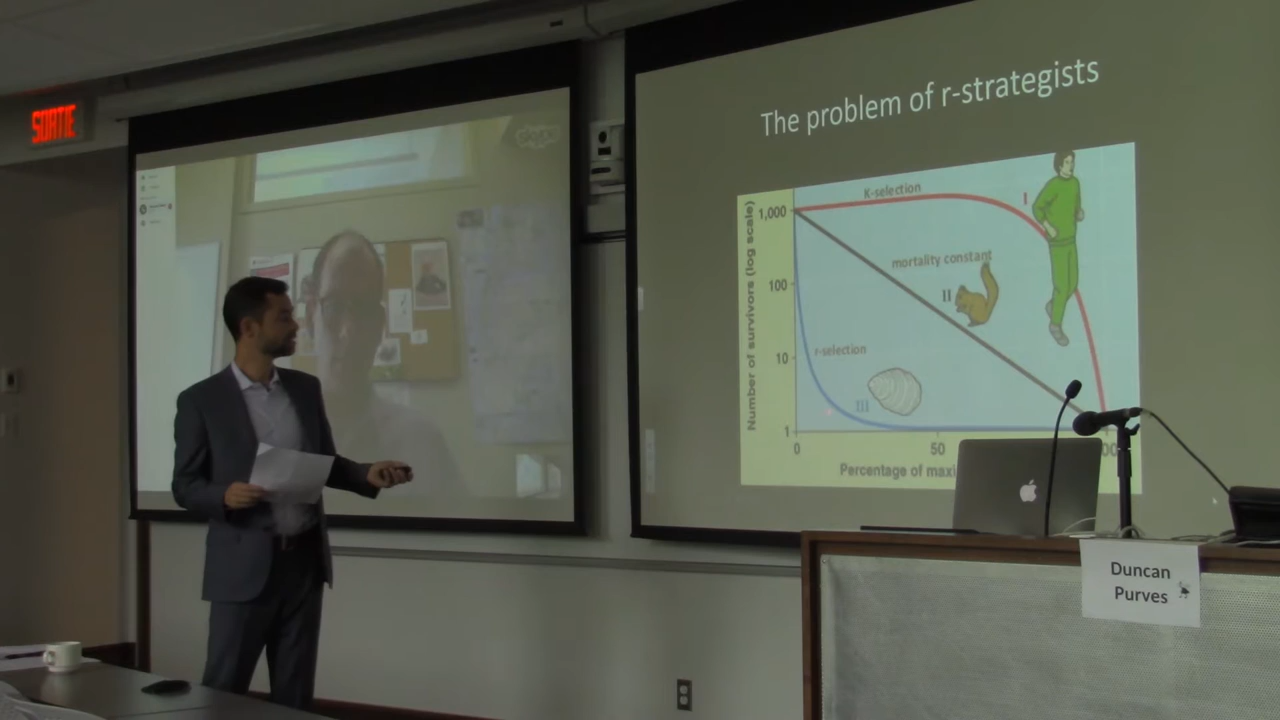 SORTIE
skype
The problem of r-strategists
Number of survivors (log scale)
1,000
100
10
1
K-selection
I
mortality constant
II
r-selection
III
0
50
Percentage of maxi
Duncan
Purves